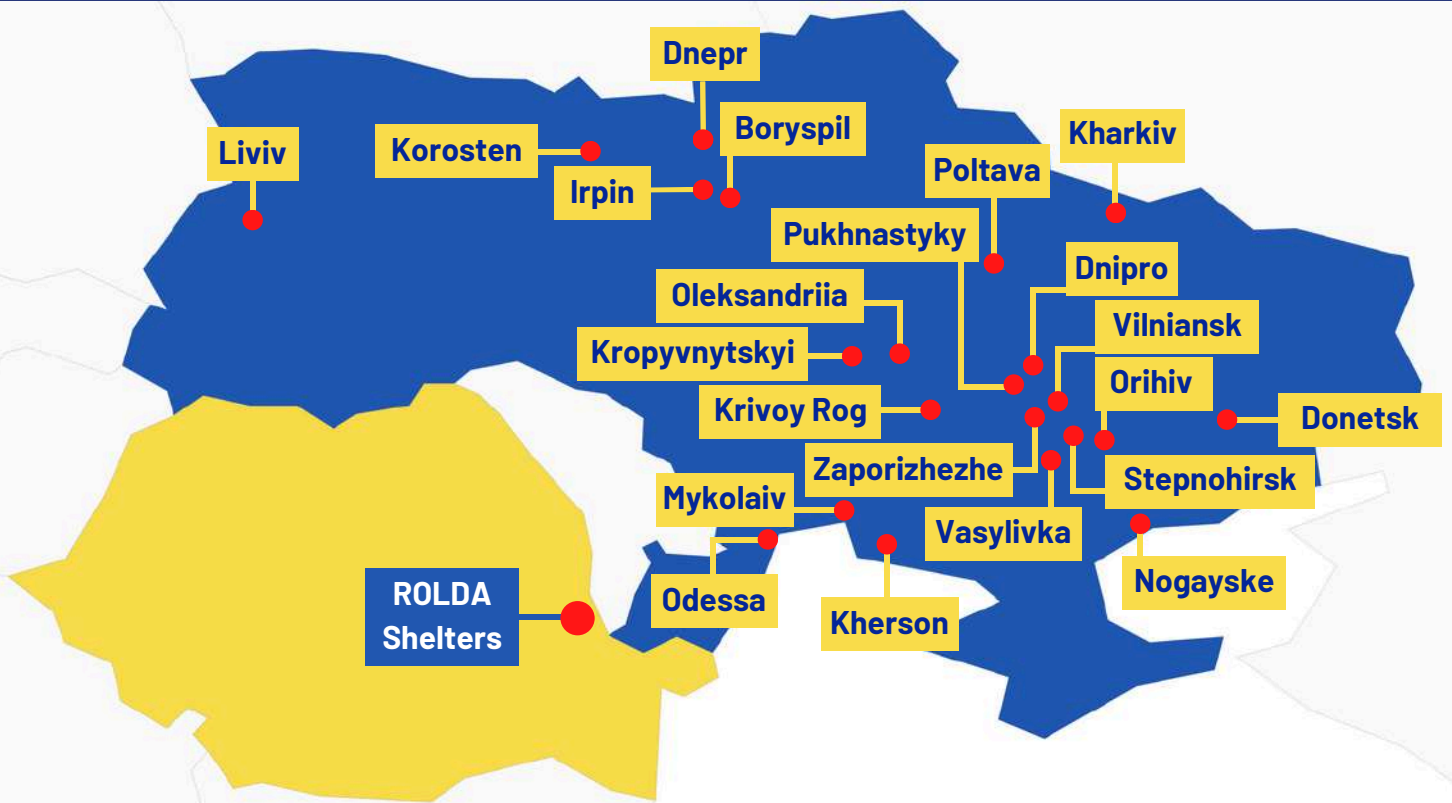 Dnepr
Boryspil
Kharkiv
Liviv
Korosten
Poltava
Irpin
Pukhnastyky
Dnipro
Oleksandriia
Vilniansk
Kropyvnytskyi
Orihiv
Krivoy Rog
Donetsk
Zaporizhezhe
Stepnohirsk
Mykolaiv
Vasylivka
Nogayske
Odessa
Kherson
ROLDA
Shelters